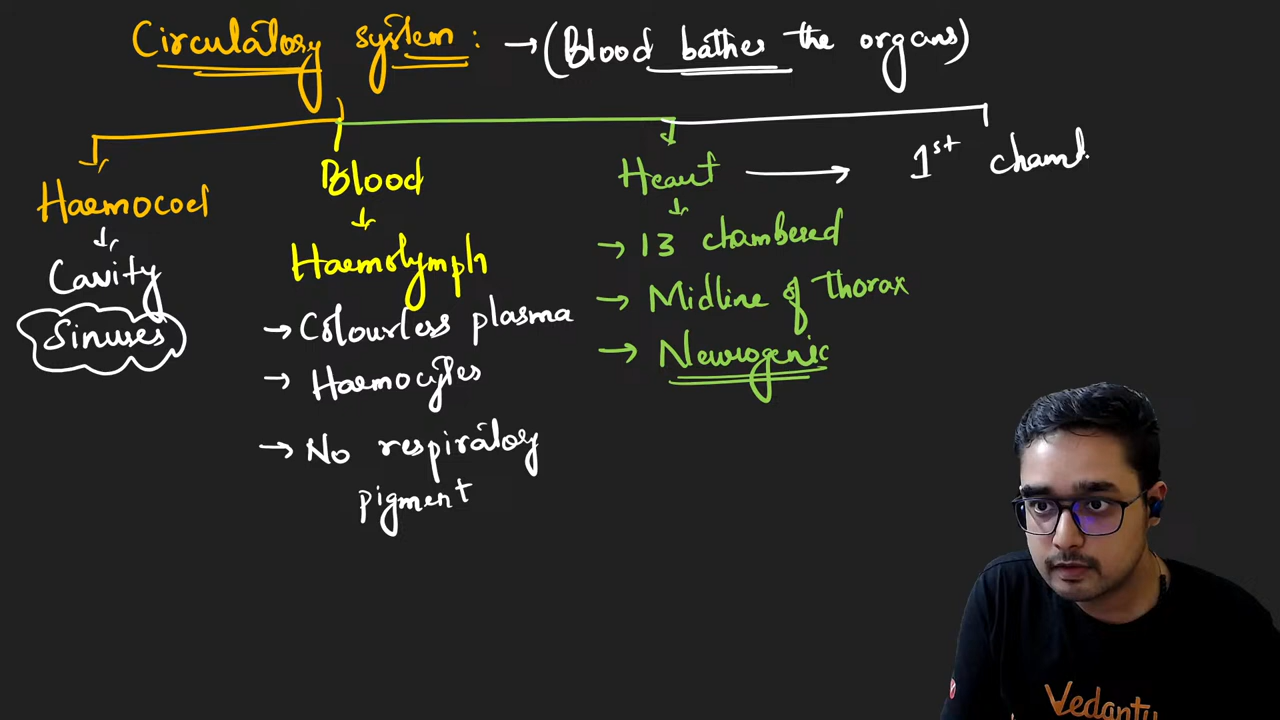 Circulatory system : → (Blood bathes the organs)
Haemocoel
Cavity
Sinuses
Blood
Haemolymph
→ Colourless plasma
→ Haemocytes
→ No respiratory
pigment
Heart → 1st chamb
→ 13 chambered
→ Midline of thorax
→ Neurogenic
Vedantu